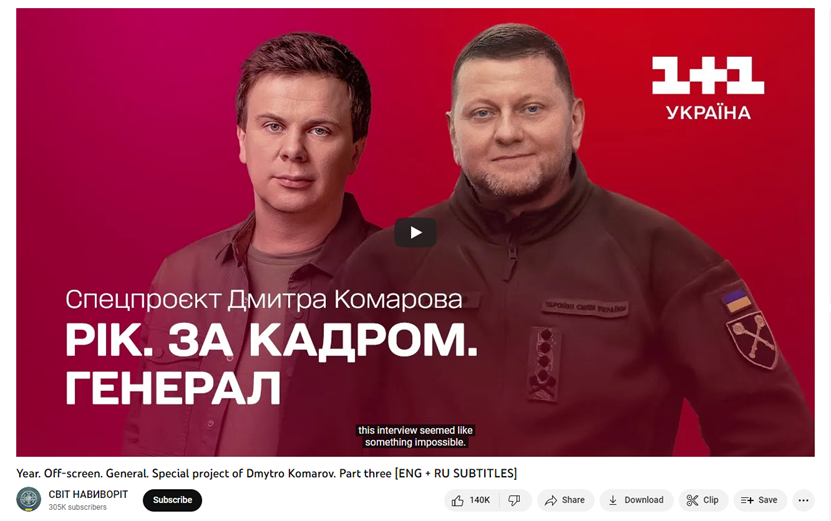 1+1
УКРАЇНА
ЗБРОЙНІ СИЛИ УКРАЇНИ
Спецпроєкт Дмитра Комарова
РІК. ЗА КАДРОМ.
ГЕНЕРАЛ
this interview seemed like
something impossible.
Year. Off-screen. General. Special project of Dmytro Komarov. Part three [ENG + RU SUBTITLES]
СВІТ НАВИВОРІТ
305K subscribers
Subscribe
140K
Share
Download
Clip
Save